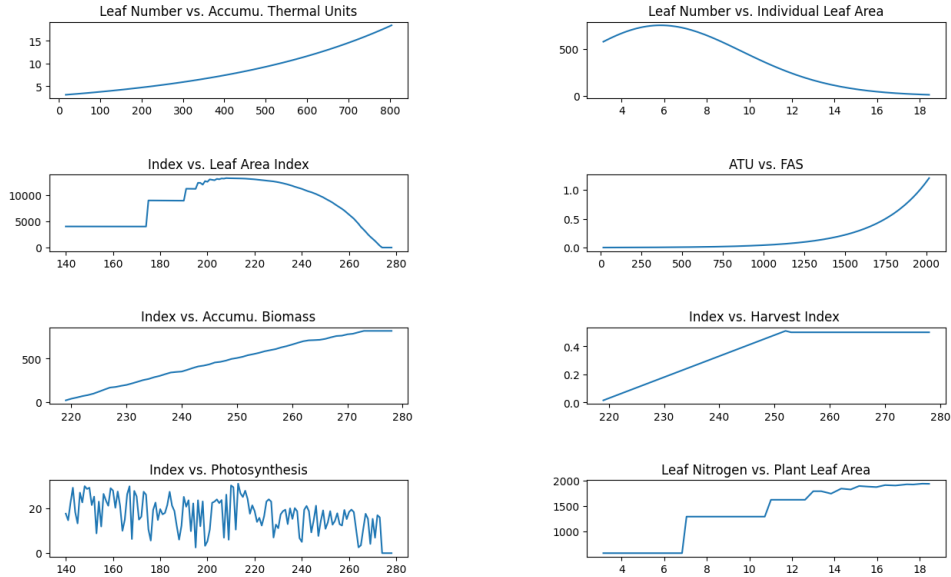 Leaf Number vs. Accumu. Thermal Units
15
10
5
0 100 200 300 400 500 600 700 800
Leaf Number vs. Individual Leaf Area
500
0
4 6 8 10 12 14 16 18
Index vs. Leaf Area Index
10000
5000
0
140 160 180 200 220 240 260 280
ATU vs. FAS
1.0
0.5
0.0
0 250 500 750 1000 1250 1500 1750 2000
Index vs. Accumu. Biomass
500
0
220 230 240 250 260 270 280
Index vs. Harvest Index
0.4
0.2
0.0
220 230 240 250 260 270 280
Index vs. Photosynthesis
20
0
140 160 180 200 220 240 260 280
Leaf Nitrogen vs. Plant Leaf Area
2000
1500
1000
4 6 8 10 12 14 16 18